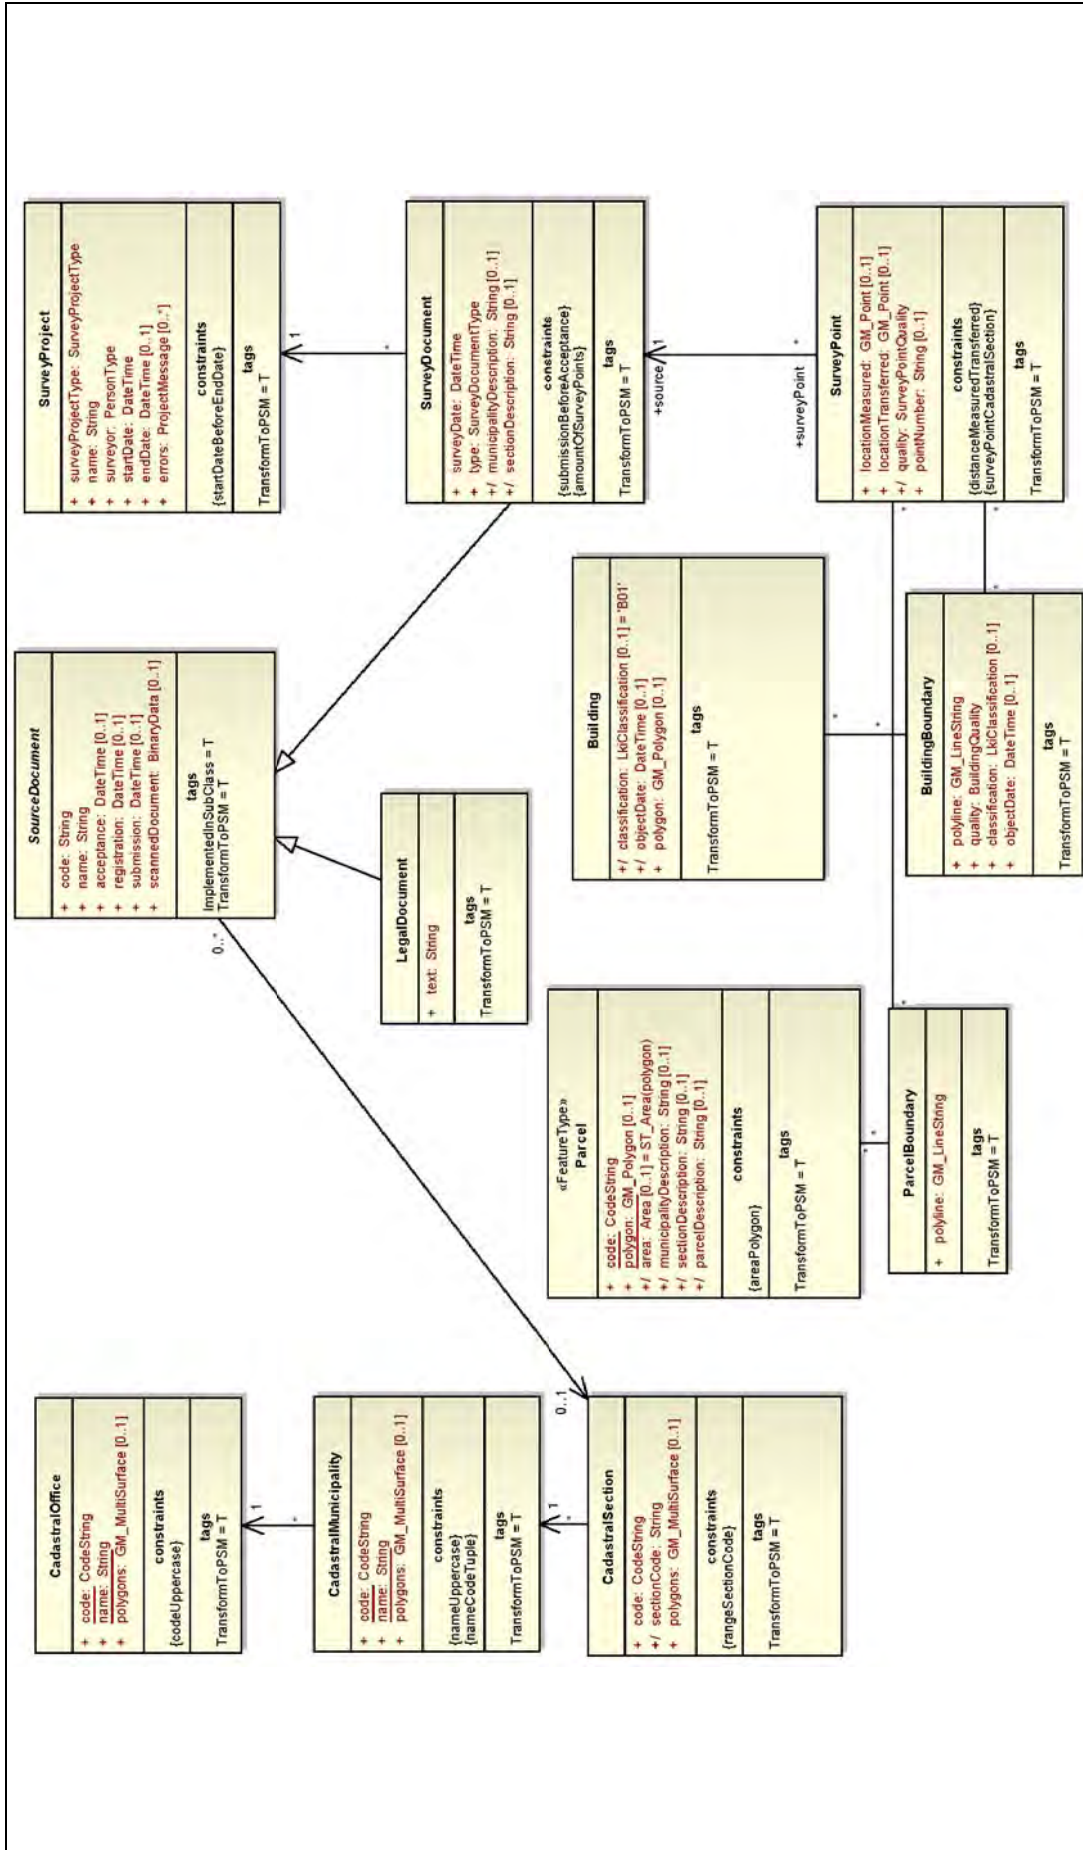 CadastralOffice
+ code: CodeString
+ name: String
+ polygons: GM_MultiSurface [0..1]
constraints
{codeUppercase}
tags
TransformToPSM = T
1
*
CadastralMunicipality
+ code: CodeString
+ name: String
+ polygons: GM_MultiSurface [0..1]
constraints
{nameUppercase}
{nameCodeTuple}
tags
TransformToPSM = T
1
*
0..1
CadastralSection
+ code: CodeString
+/ sectionCode: String
+ polygons: GM_MultiSurface [0..1]
constraints
{rangeSectionCode}
tags
TransformToPSM = T
SourceDocument
+ code: String
+ name: String
+ acceptance: DateTime [0..1]
+ registration: DateTime [0..1]
+ submission: DateTime [0..1]
+ scannedDocument: BinaryData [0..1]
tags
ImplementedInSubClass = T
TransformToPSM = T
0..*
LegalDocument
+ text: String
tags
TransformToPSM = T
«FeatureType»
Parcel
+ code: CodeString
+ polygon: GM_Polygon [0..1]
+/ area: Area [0..1] = ST_Area(polygon)
+/ municipalityDescription: String [0..1]
+/ sectionDescription: String [0..1]
+/ parcelDescription: String [0..1]
constraints
{areaPolygon}
tags
TransformToPSM = T
*
*
ParcelBoundary
+ polyline: GM_LineString
tags
TransformToPSM = T
*
Building
+/ classification: LkiClassification [0..1] = 'B01'
+/ objectDate: DateTime [0..1]
+ polygon: GM_Polygon [0..1]
tags
TransformToPSM = T
*
*
BuildingBoundary
+ polyline: GM_LineString
+ quality: BuildingQuality
+ classification: LkiClassification [0..1]
+ objectDate: DateTime [0..1]
tags
TransformToPSM = T
*
SurveyProject
+ surveyProjectType: SurveyProjectType
+ name: String
+ surveyor: PersonType
+ startDate: DateTime
+ endDate: DateTime [0..1]
+ errors: ProjectMessage [0..*]
constraints
{startDateBeforeEndDate}
tags
TransformToPSM = T
1
*
SurveyDocument
+ surveyDate: DateTime
+ type: SurveyDocumentType
+/ municipalityDescription: String [0..1]
+/ sectionDescription: String [0..1]
constraints
{submissionBeforeAcceptance}
{amountOfSurveyPoints}
tags
TransformToPSM = T
+source 1
+surveyPoint *
SurveyPoint
+ locationMeasured: GM_Point [0..1]
+ locationTransferred: GM_Point [0..1]
+/ quality: SurveyPointQuality
+ pointNumber: String [0..1]
constraints
{distanceMeasuredTransferred}
{surveyPointCadastralSection}
tags
TransformToPSM = T
*
*